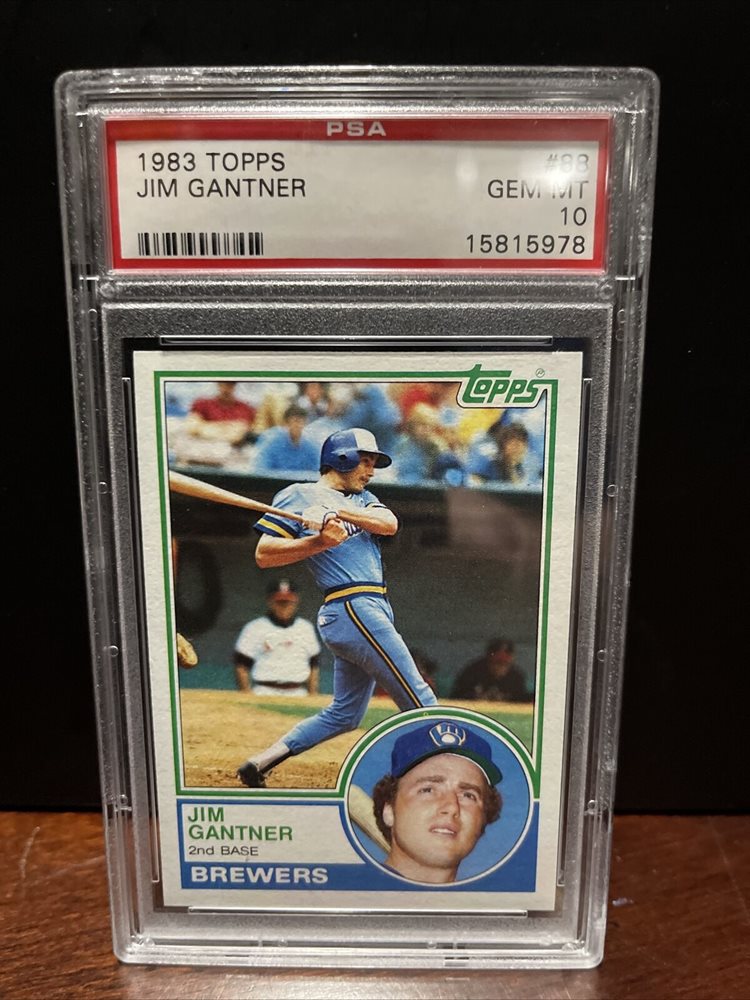 PSA
1983 TOPPS #88
JIM GANTNER GEM MT
10
15815978
Topps
JIM
GANTNER
2nd BASE
BREWERS